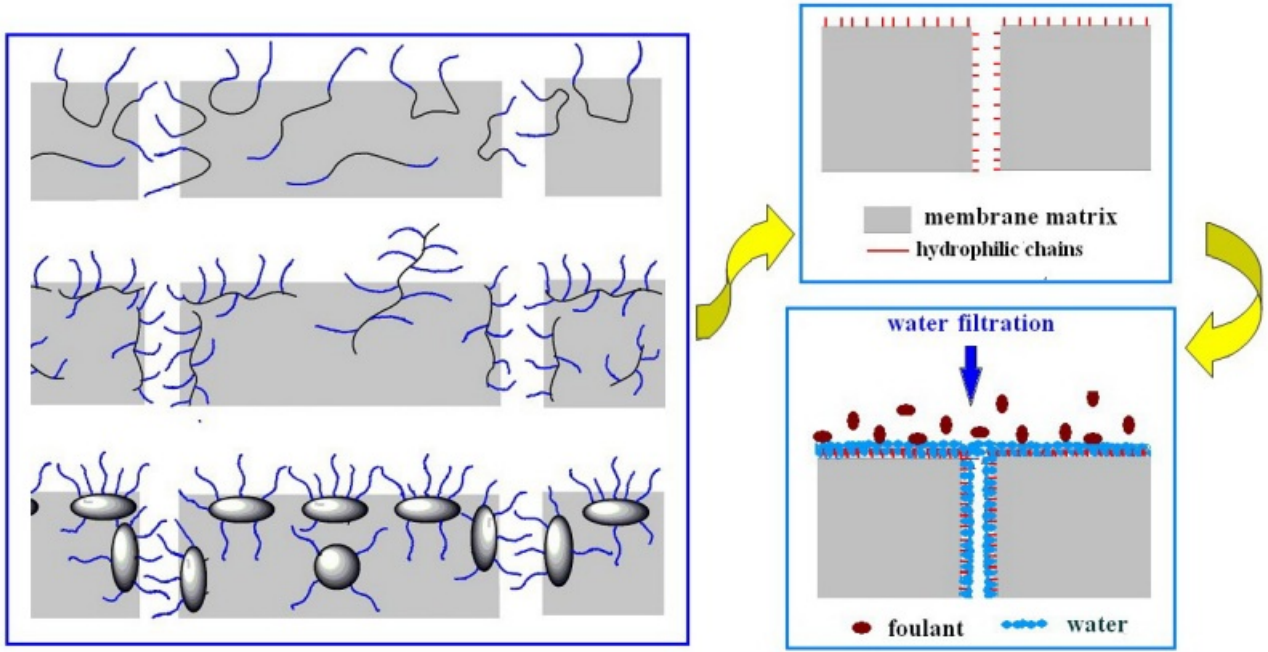 membrane matrix
hydrophilic chains
water filtration
foulant
water